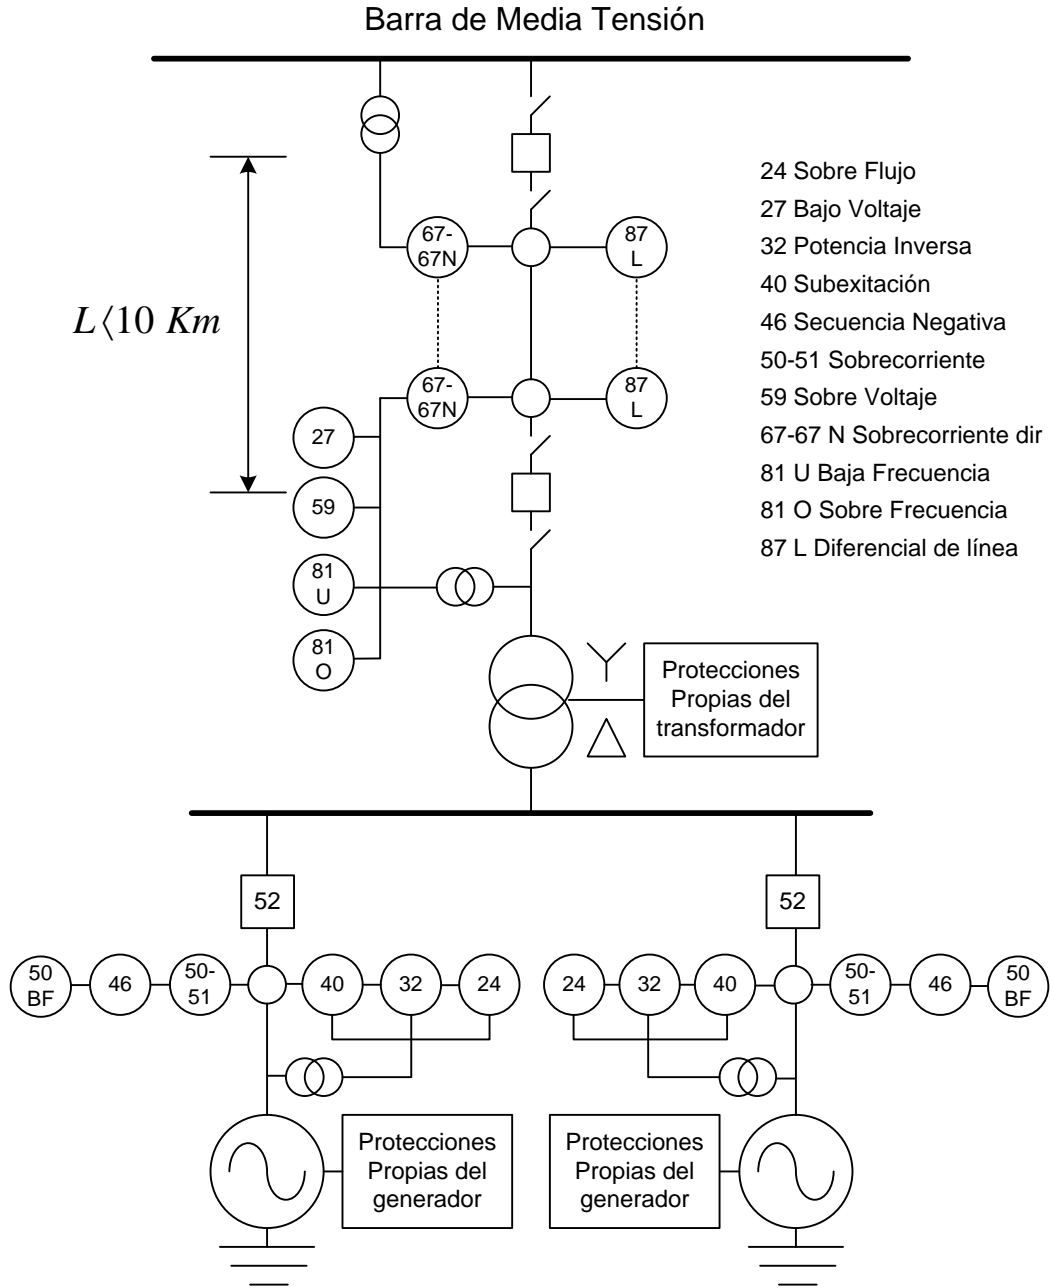 Barra de Media Tensión
67-
67N
87
L
L〈10 Km
67-
67N
87
L
27
59
81
U
81
O
24 Sobre Flujo
27 Bajo Voltaje
32 Potencia Inversa
40 Subexitación
46 Secuencia Negativa
50-51 Sobrecorriente
59 Sobre Voltaje
67-67 N Sobrecorriente dir
81 U Baja Frecuencia
81 O Sobre Frecuencia
87 L Diferencial de línea
Protecciones
Propias del
transformador
52
52
50
BF
46
50-
51
40
32
24
24
32
40
50-
51
46
50
BF
Protecciones
Propias del
generador
Protecciones
Propias del
generador